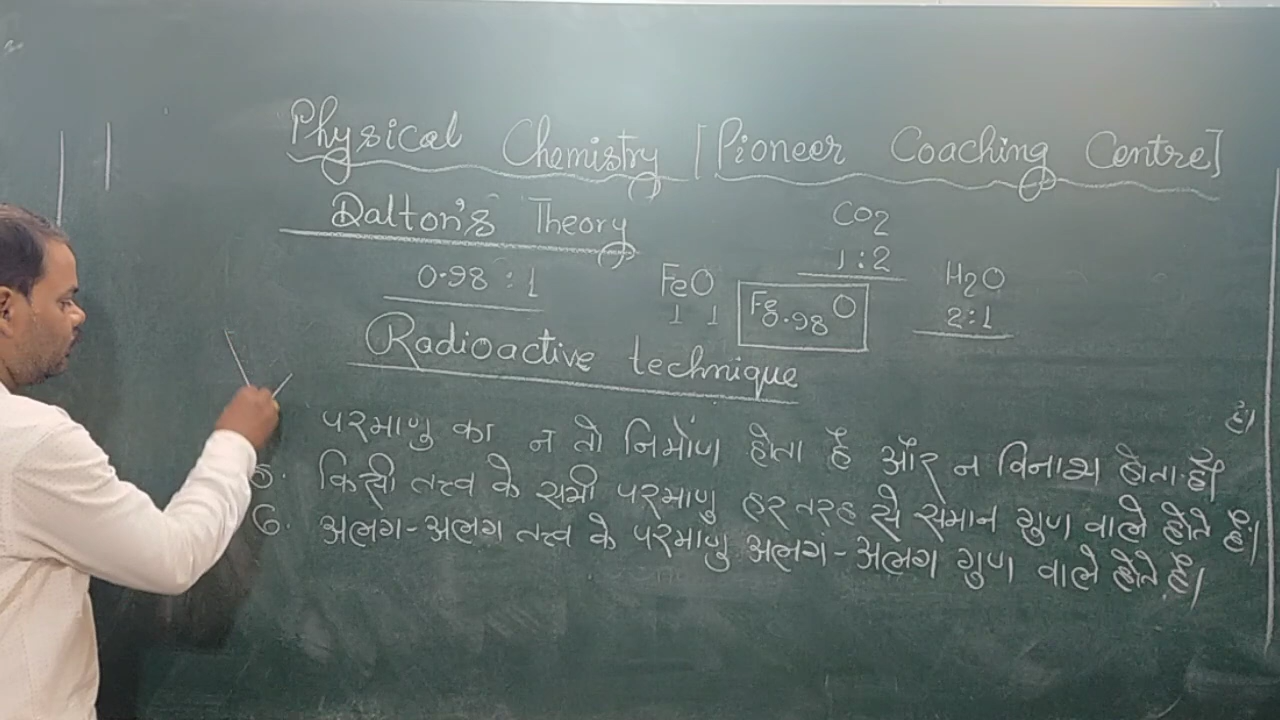 Physical Chemistry [Pioneer Coaching Centre]
Dalton's Theory
CO2
1:2
0.98 : 1
FeO
1 1
Fe0.98O
H2O
2:1
Radioactive technique
हैं।
परमाणु का न तो निर्माण होता है और न विनाश होता है।
5. किसी तत्त्व के सभी परमाणु हर तरह से समान गुण वाले होते हैं।
6. अलग-अलग तत्त्व के परमाणु अलग-अलग गुण वाले होते हैं।